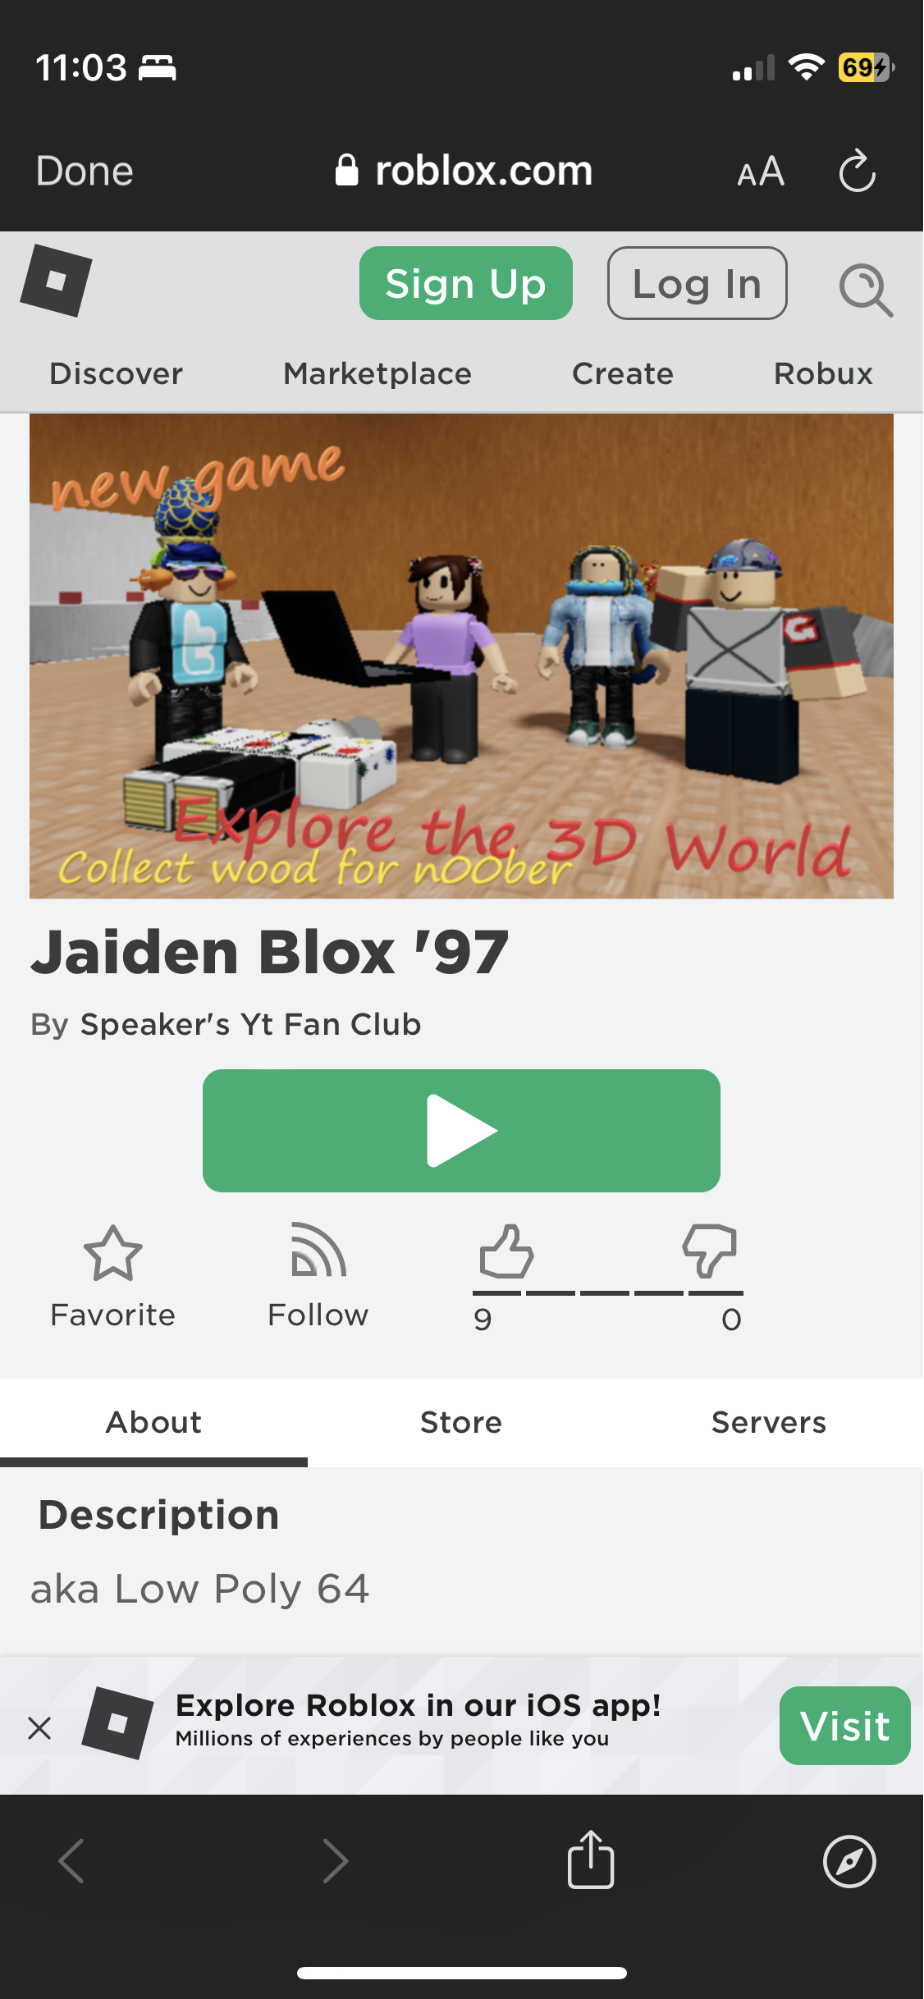 11:03
69
Done
roblox.com
AA
Sign Up
Log In
Discover
Marketplace
Create
Robux
new game
Explore the 3D World
Collect wood for n00ber
Jaiden Blox '97
By Speaker's Yt Fan Club
Favorite
Follow
9
0
About
Store
Servers
Description
aka Low Poly 64
Explore Roblox in our iOS app!
Millions of experiences by people like you
Visit